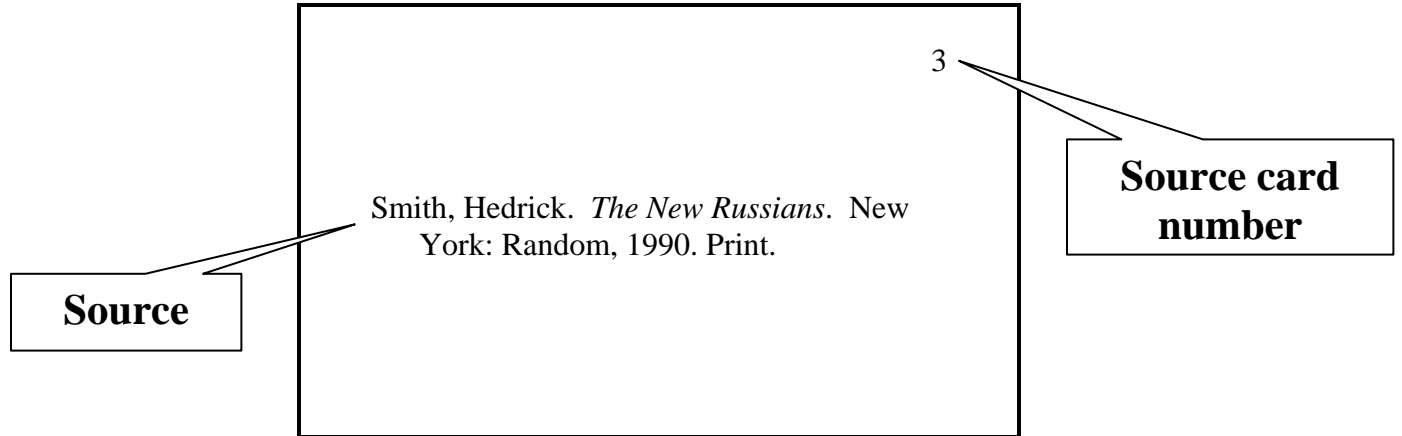 3
Source card
number
Smith, Hedrick.  The New Russians.  New
York: Random, 1990. Print.
Source